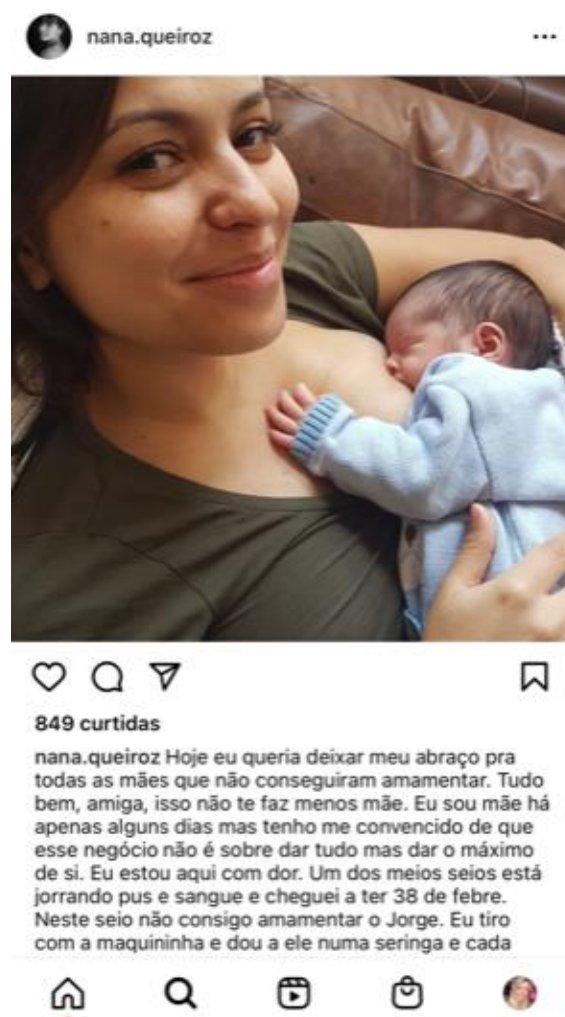 nana.queiroz
849 curtidas
nana.queiroz Hoje eu queria deixar meu abraço pra
todas as mães que não conseguiram amamentar. Tudo
bem, amiga, isso não te faz menos mãe. Eu sou mãe há
apenas alguns dias mas tenho me convencido de que
esse negócio não é sobre dar tudo mas dar o máximo
de si. Eu estou aqui com dor. Um dos meios seios está
jorrando pus e sangue e cheguei a ter 38 de febre.
Neste seio não consigo amamentar o Jorge. Eu tiro
com a maquininha e dou a ele numa seringa e cada